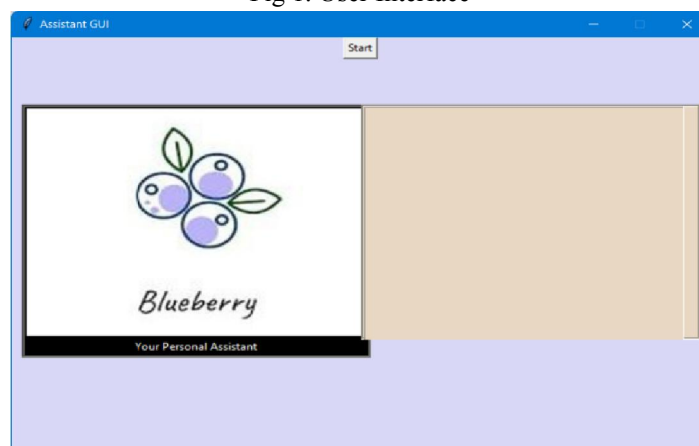 Fig 1: User Interface
Assistant GUI
Start
Blueberry
Your Personal Assistant